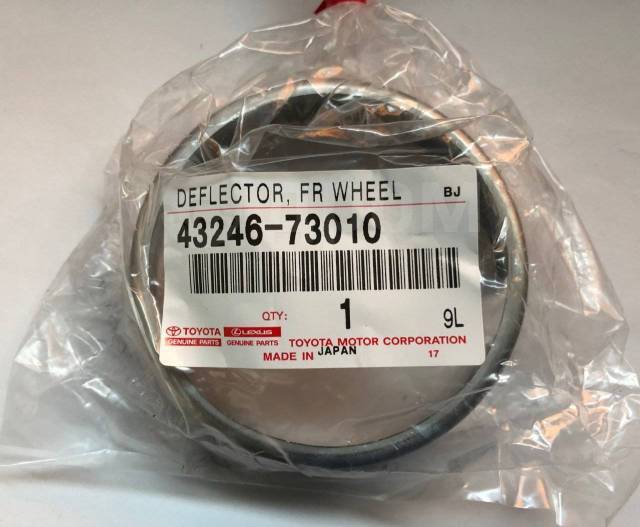 DEFLECTOR, FR WHEEL BJ
43246-73010
QTY: 1 9L
TOYOTA LEXUS
GENUINE PARTS GENUINE PARTS TOYOTA MOTOR CORPORATION
MADE IN JAPAN 17